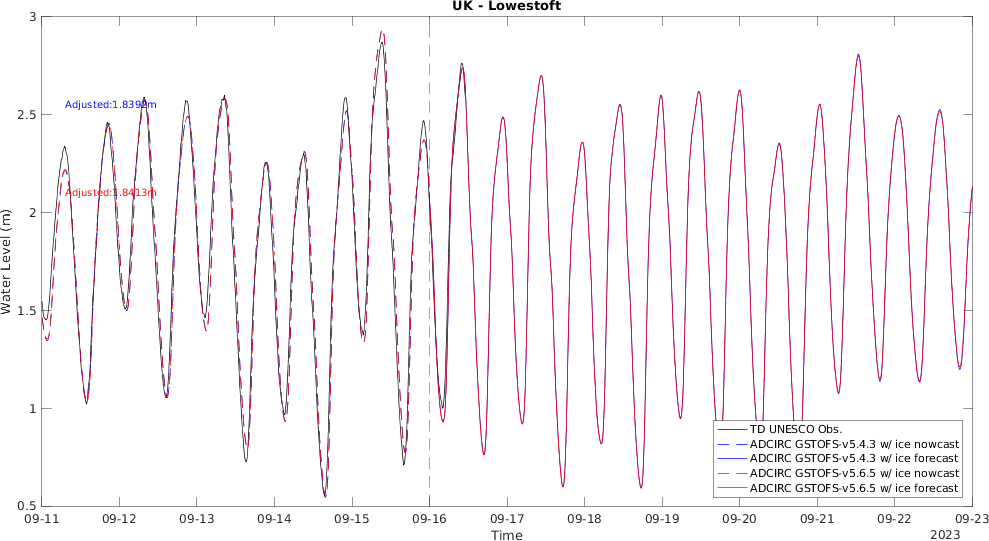 UK - Lowestoft
3
2.5
2
1.5
1
0.5
Water Level (m)
Adjusted:1.8392m
Adjusted:1.8413m
TD UNESCO Obs.
ADCIRC GSTOFS-v5.4.3 w/ ice nowcast
ADCIRC GSTOFS-v5.4.3 w/ ice forecast
ADCIRC GSTOFS-v5.6.5 w/ ice nowcast
ADCIRC GSTOFS-v5.6.5 w/ ice forecast
09-11 09-12 09-13 09-14 09-15 09-16 09-17 09-18 09-19 09-20 09-21 09-22 09-23
Time
2023